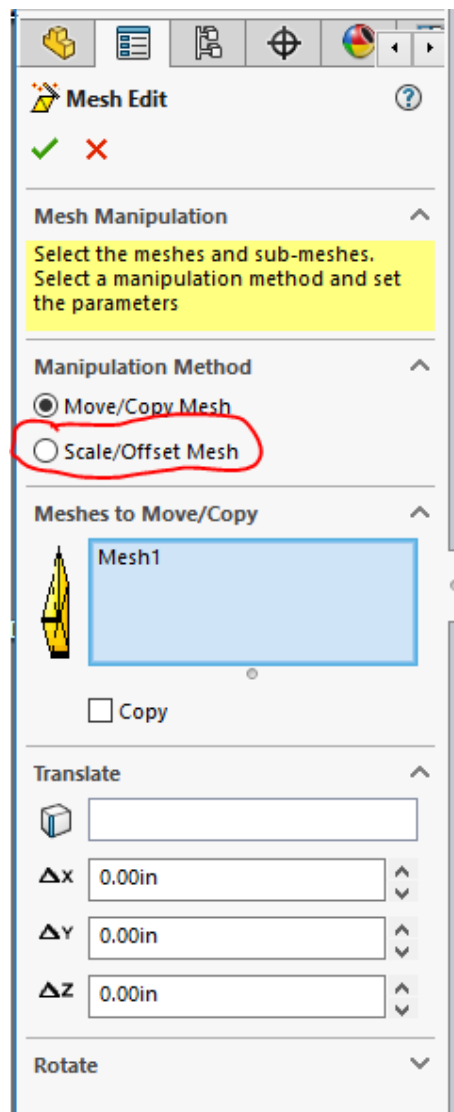 Mesh Edit
Mesh Manipulation
Select the meshes and sub-meshes.
Select a manipulation method and set
the parameters
Manipulation Method
Move/Copy Mesh
Scale/Offset Mesh
Meshes to Move/Copy
Mesh1
Copy
Translate
ΔX 0.00in
ΔY 0.00in
ΔZ 0.00in
Rotate